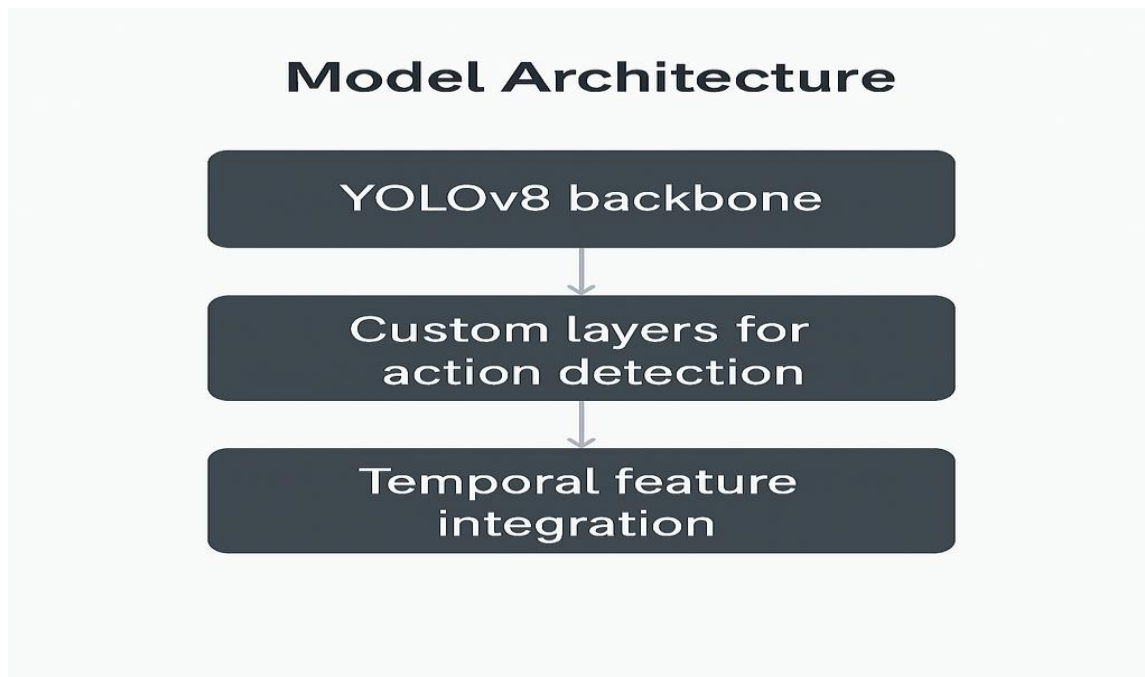 Model Architecture
YOLOv8 backbone
Custom layers for
action detection
Temporal feature
integration